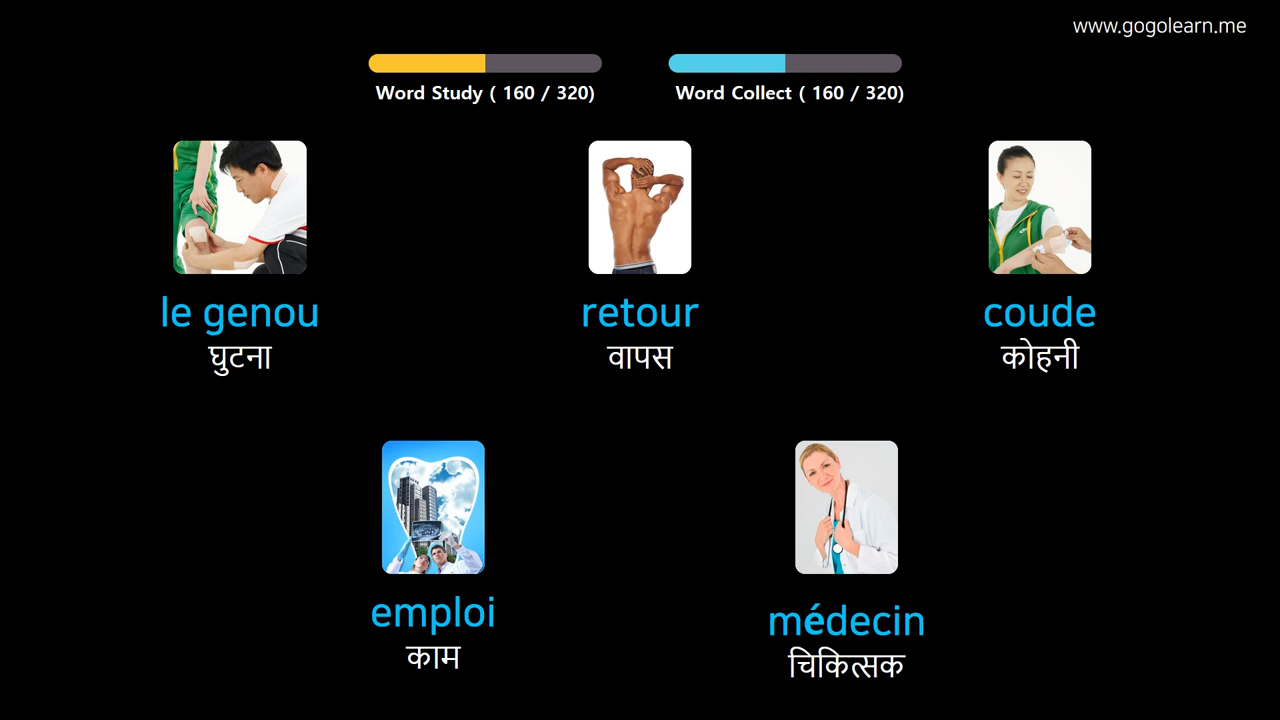 www.gogolearn.me
Word Study ( 160 / 320)
Word Collect ( 160 / 320)
le genou
घुटना
retour
वापस
coude
कोहनी
emploi
काम
médecin
चिकित्सक